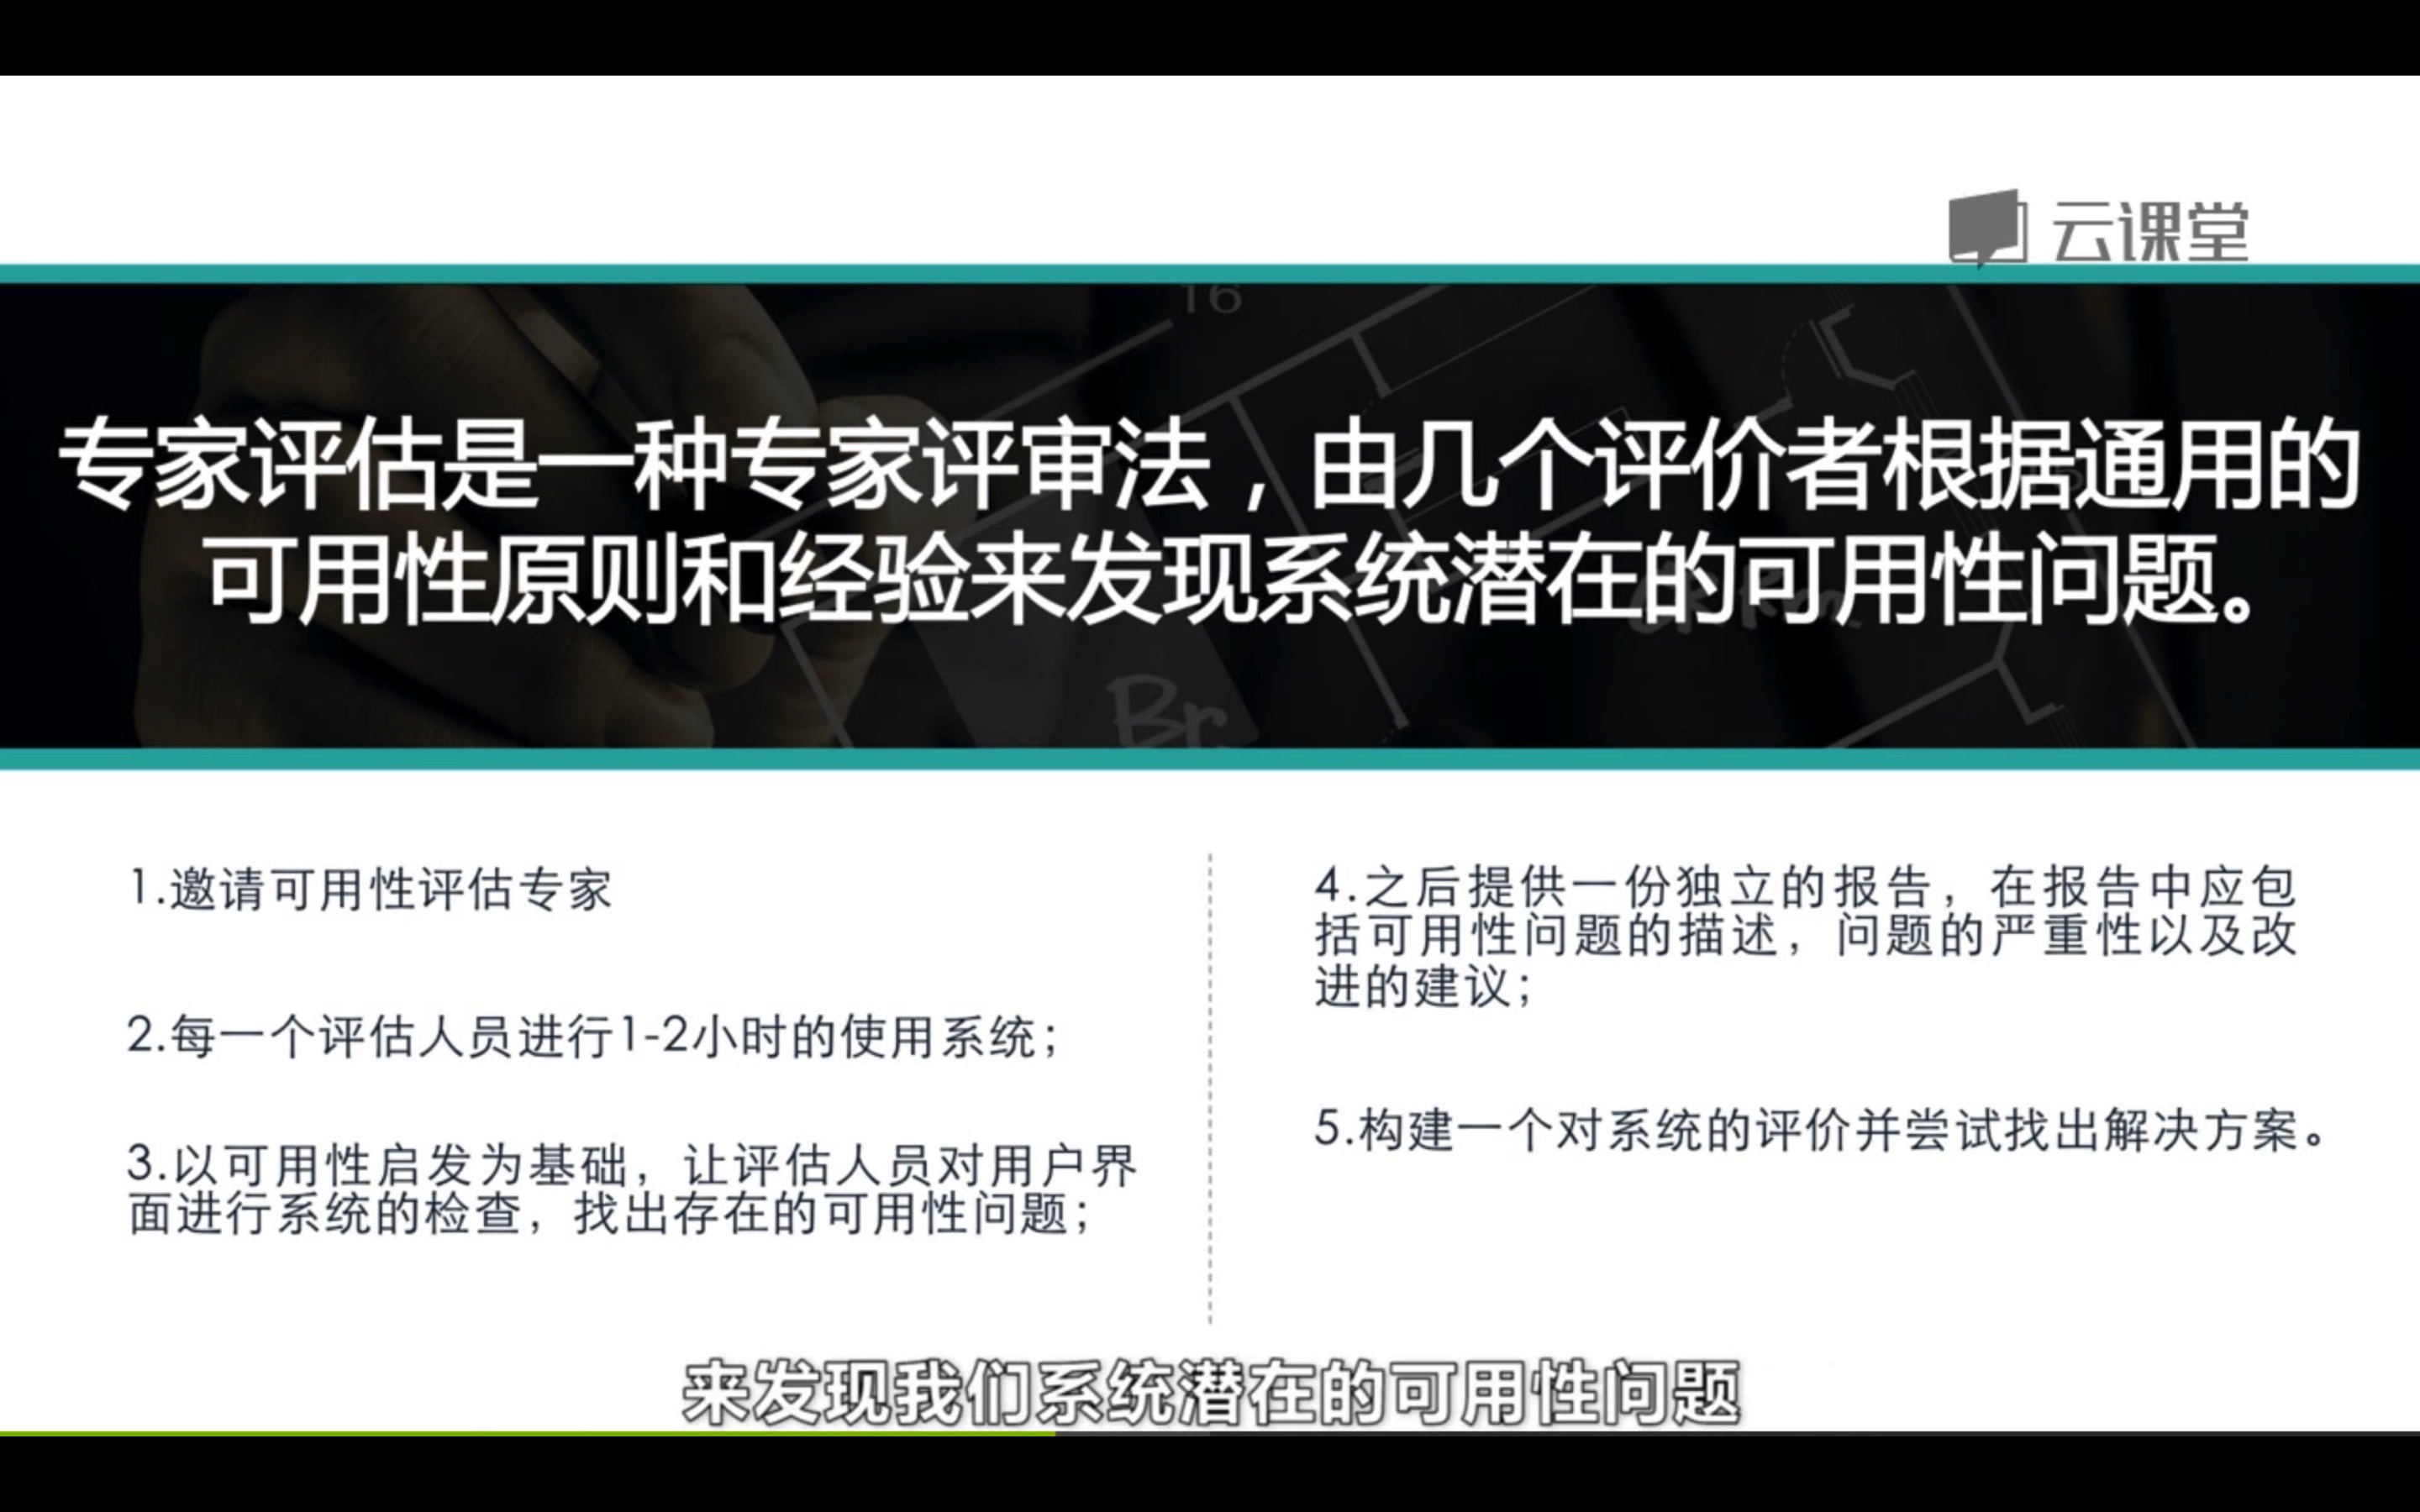 云课堂
16
专家评估是一种专家评审法，由几个评价者根据通用的
可用性原则和经验来发现系统潜在的可用性问题。
Br
1.邀请可用性评估专家
2.每一个评估人员进行1-2小时的使用系统；
3.以可用性启发为基础，让评估人员对用户界
面进行系统的检查，找出存在的可用性问题；
4.之后提供一份独立的报告，在报告中应包
括可用性问题的描述，问题的严重性以及改
进的建议；
5.构建一个对系统的评价并尝试找出解决方案。
来发现我们系统潜在的可用性问题